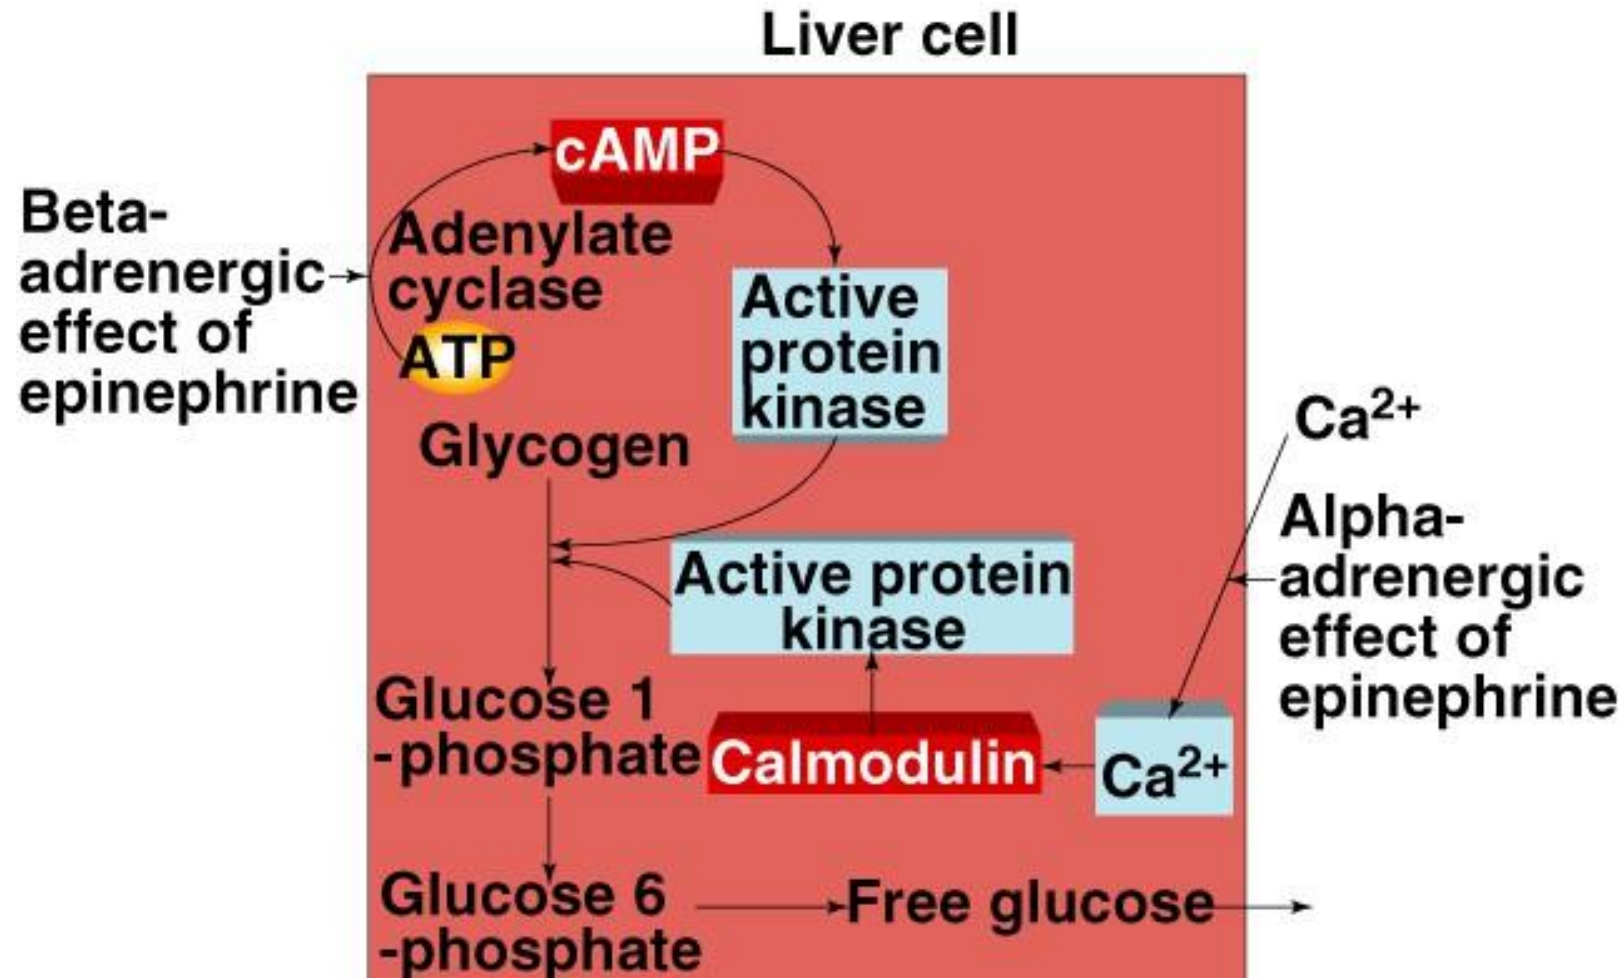 Liver cell
cAMP
Beta-
adrenergic
effect of
epinephrine
Adenylate
cyclase
ATP
Active
protein
kinase
Glycogen
Ca²⁺
Alpha-
adrenergic
effect of
epinephrine
Active protein
kinase
Glucose 1
-phosphate
Calmodulin
Ca²⁺
Glucose 6
-phosphate
Free glucose